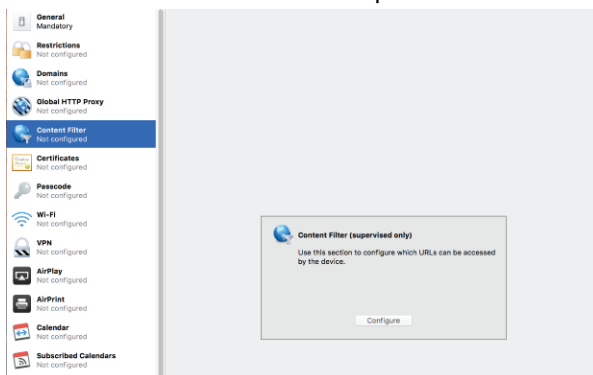 General
Mandatory
Restrictions
Not configured
Domains
Not configured
Global HTTP Proxy
Not configured
Content Filter
Not configured
Certificates
Not configured
Passcode
Not configured
Wi-Fi
Not configured
VPN
Not configured
AirPlay
Not configured
AirPrint
Not configured
Calendar
Not configured
Subscribed Calendars
Not configured
Content Filter (supervised only)
Use this section to configure which URLs can be accessed
by the device.
Configure